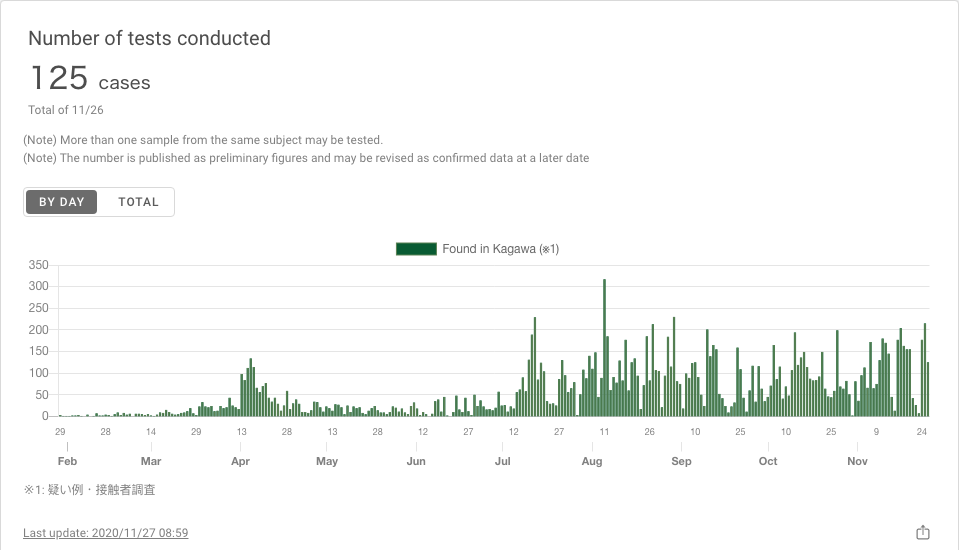 Number of tests conducted
125 cases
Total of 11/26
(Note) More than one sample from the same subject may be tested.
(Note) The number is published as preliminary figures and may be revised as confirmed data at a later date
BY DAY TOTAL
Found in Kagawa (※1)
350
300
250
200
150
100
50
0
29 28 14 29 13 28 13 28 12 27 12 27 11 26 10 25 10 25 9 24
Feb Mar Apr May Jun Jul Aug Sep Oct Nov
※1: 疑い例・接触者調査
Last update: 2020/11/27 08:59